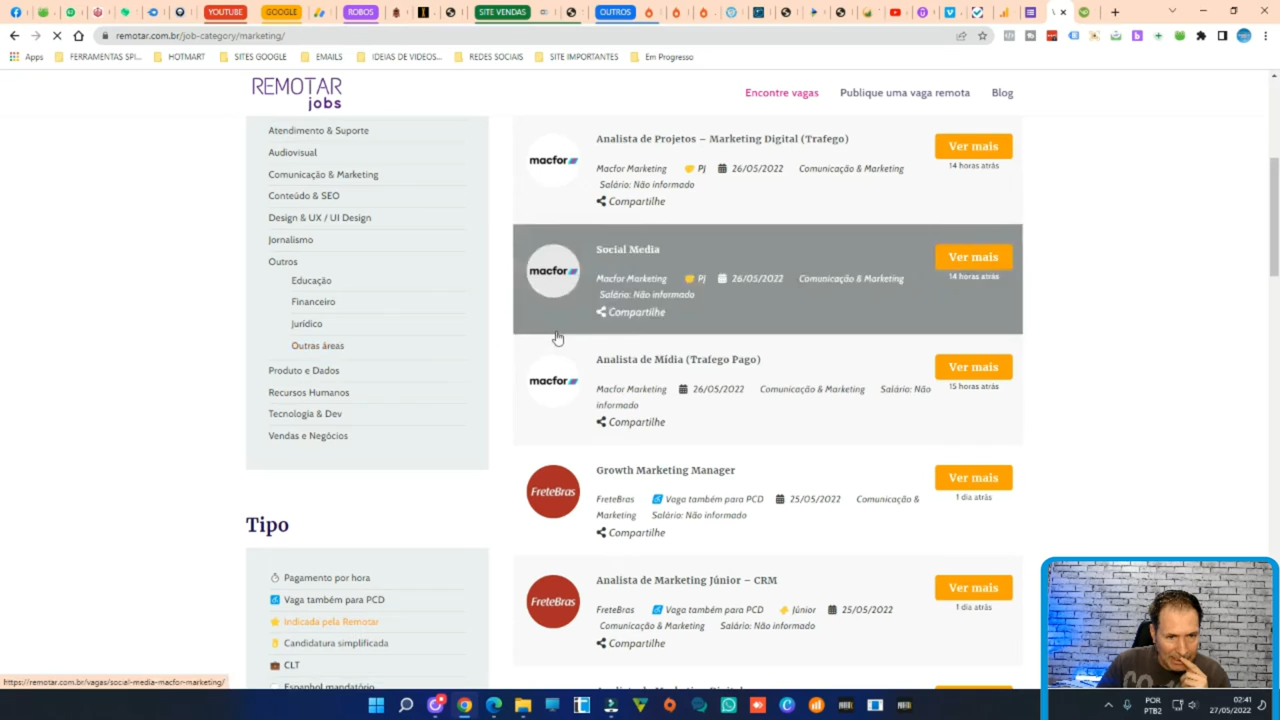 YOUTUBE
GOOGLE
ROBOS
SITE VENDAS
OUTROS
remotar.com.br/job-category/marketing/
Apps
FERRAMENTAS SPI...
HOTMART
SITES GOOGLE
EMAILS
IDEIAS DE VIDEOS...
REDES SOCIAIS
SITE IMPORTANTES
Em Progresso
REMOTAR
jobs
Encontre vagas
Publique uma vaga remota
Blog
Atendimento & Suporte
Audiovisual
Comunicação & Marketing
Conteúdo & SEO
Design & UX / UI Design
Jornalismo
Outros
Educação
Financeiro
Jurídico
Outras áreas
Produto e Dados
Recursos Humanos
Tecnologia & Dev
Vendas e Negócios
Tipo
Pagamento por hora
Vaga também para PCD
Indicada pela Remotar
Candidatura simplificada
CLT
Espanhol mandatório
macfor
Analista de Projetos – Marketing Digital (Trafego)
Macfor Marketing PJ 26/05/2022 Comunicação & Marketing
Salário: Não informado
Compartilhe
Ver mais
14 horas atrás
macfor
Social Media
Macfor Marketing PJ 26/05/2022 Comunicação & Marketing
Salário: Não informado
Compartilhe
Ver mais
14 horas atrás
macfor
Analista de Mídia (Trafego Pago)
Macfor Marketing 26/05/2022 Comunicação & Marketing Salário: Não
informado
Compartilhe
Ver mais
15 horas atrás
FreteBras
Growth Marketing Manager
FreteBras Vaga também para PCD 25/05/2022 Comunicação &
Marketing Salário: Não informado
Compartilhe
Ver mais
1 dia atrás
FreteBras
Analista de Marketing Júnior – CRM
FreteBras Vaga também para PCD Júnior 25/05/2022
Comunicação & Marketing Salário: Não informado
Compartilhe
Ver mais
1 dia atrás
https://remotar.com.br/vagas/social-media-macfor-marketing/
POR
PTB2
02:41
27/05/2022